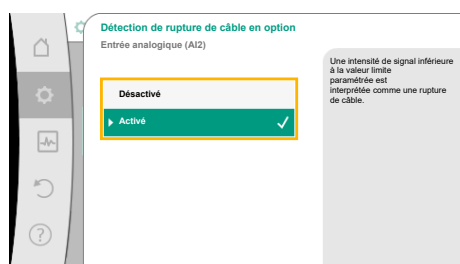 Détection de rupture de câble en option
Entrée analogique (AI2)
Désactivé
Activé
Une intensité de signal inférieure
à la valeur limite
paramétrée est
interprétée comme une rupture
de câble.
?